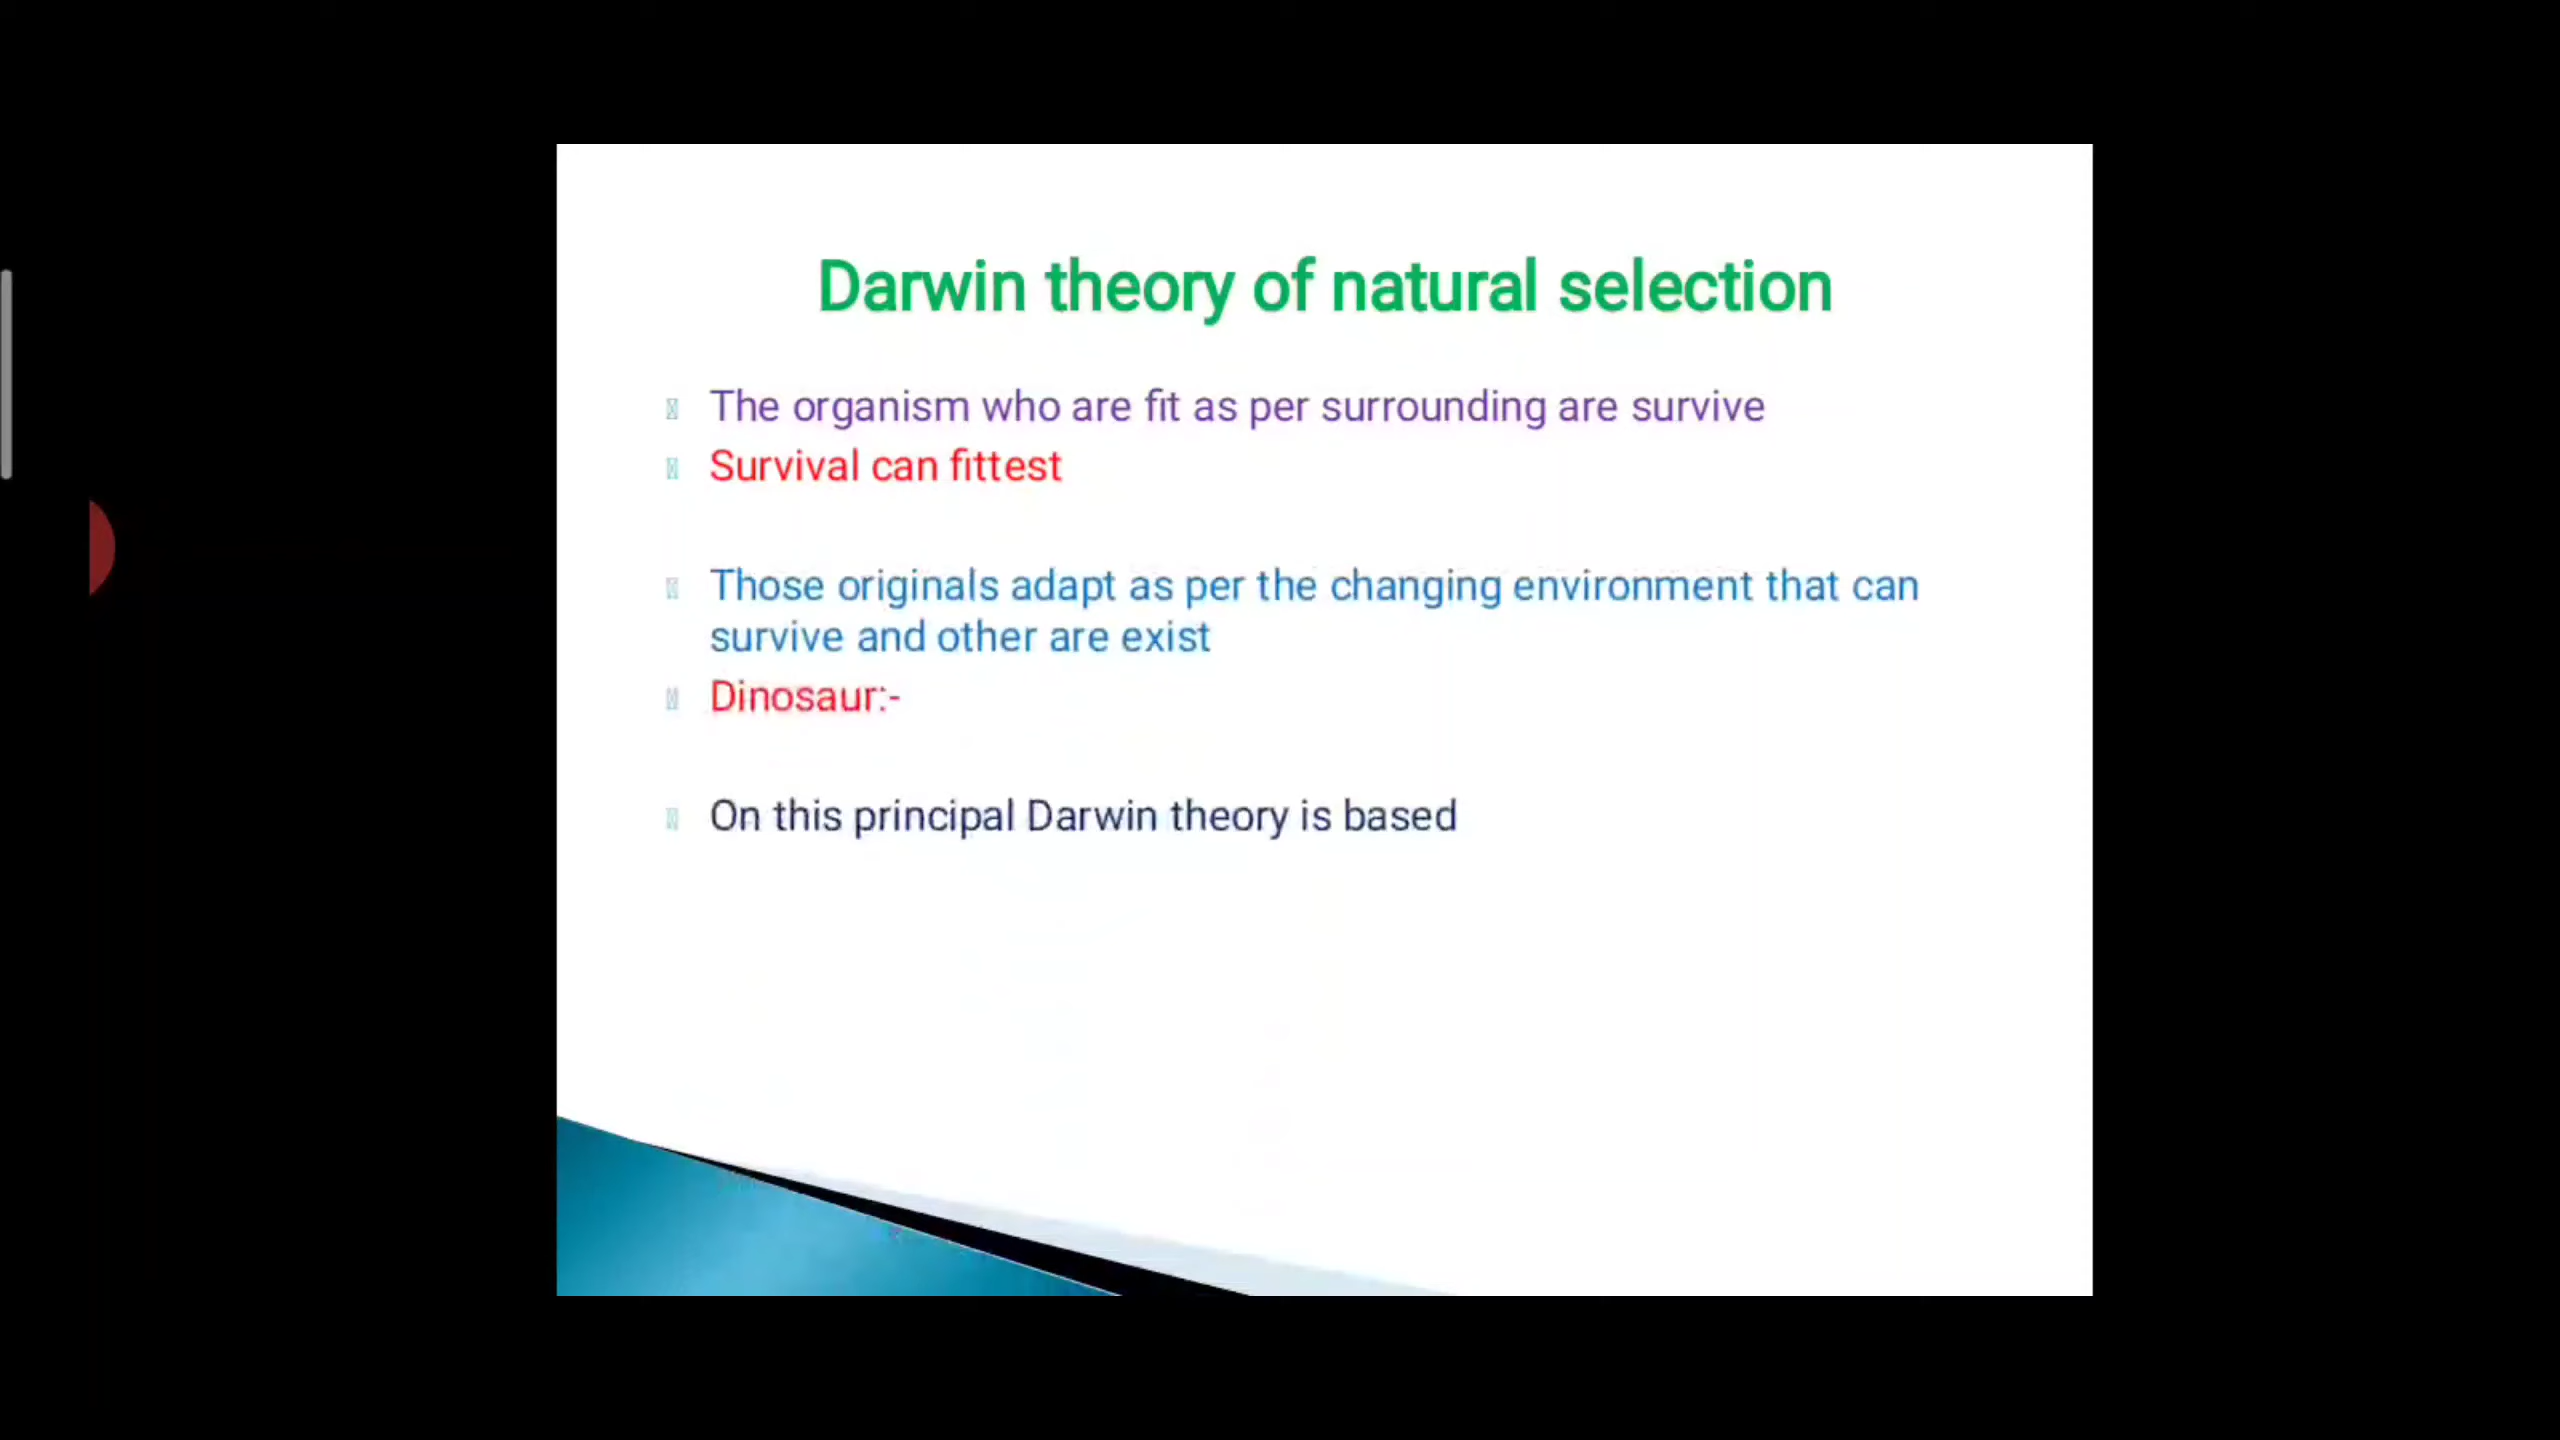 Darwin theory of natural selection
The organism who are fit as per surrounding are survive
Survival can fittest
Those originals adapt as per the changing environment that can
survive and other are exist
Dinosaur:-
On this principal Darwin theory is based